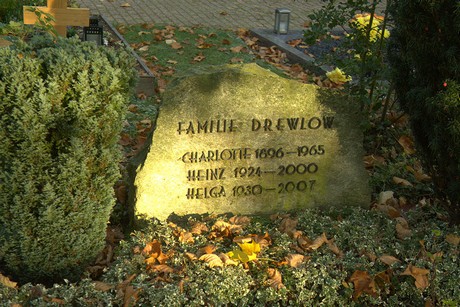 FAMILIE DREWLOW
CHARLOTTE 1896–1965
HEINZ 1924–2000
HELGA 1930–2007